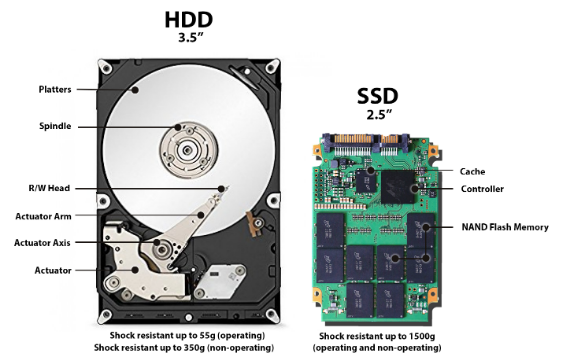 HDD
3.5”
Platters
Spindle
R/W Head
Actuator Arm
Actuator Axis
Actuator
Shock resistant up to 55g (operating)
Shock resistant up to 350g (non-operating)
SSD
2.5”
Cache
Controller
NAND Flash Memory
Shock resistant up to 1500g
(operating and non-operating)